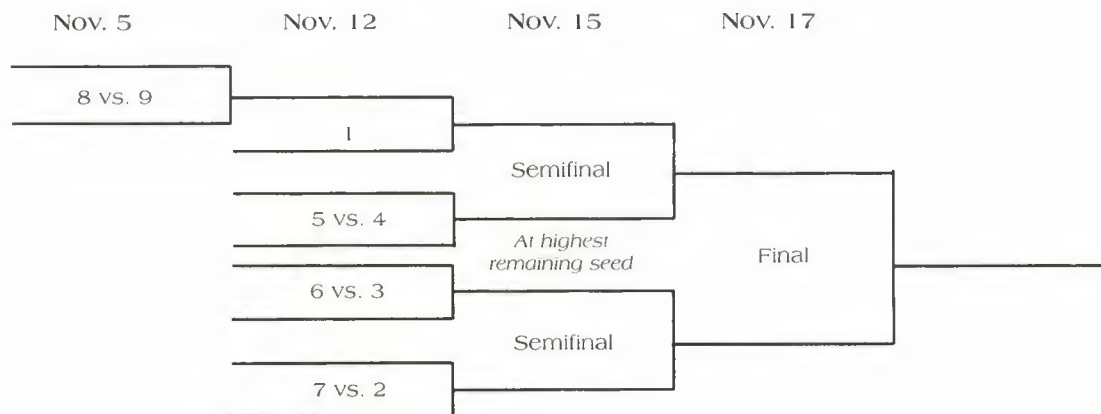 Nov. 5 Nov. 12 Nov. 15 Nov. 17
8 vs. 9
1
Semifinal
5 vs. 4
At highest
remaining seed
Final
6 vs. 3
Semifinal
7 vs. 2